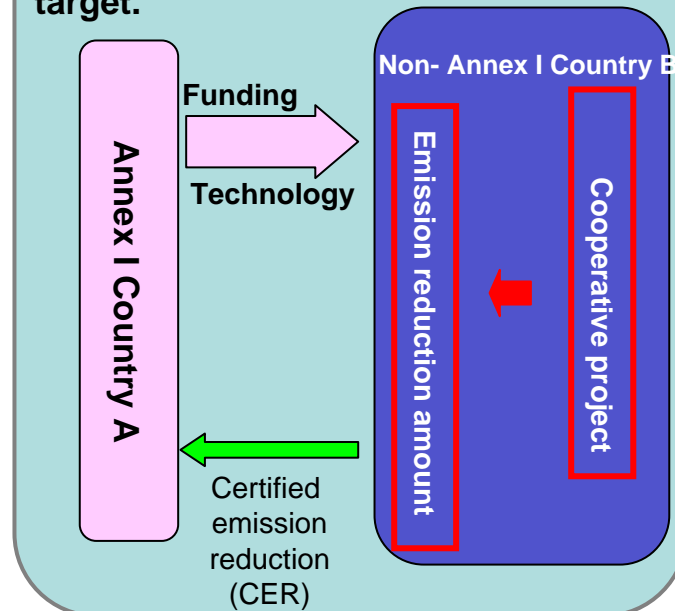 target.
Non- Annex I Country B
Funding
Technology
Annex I Country A
Emission reduction amount
Cooperative project
Certified
emission
reduction
(CER)